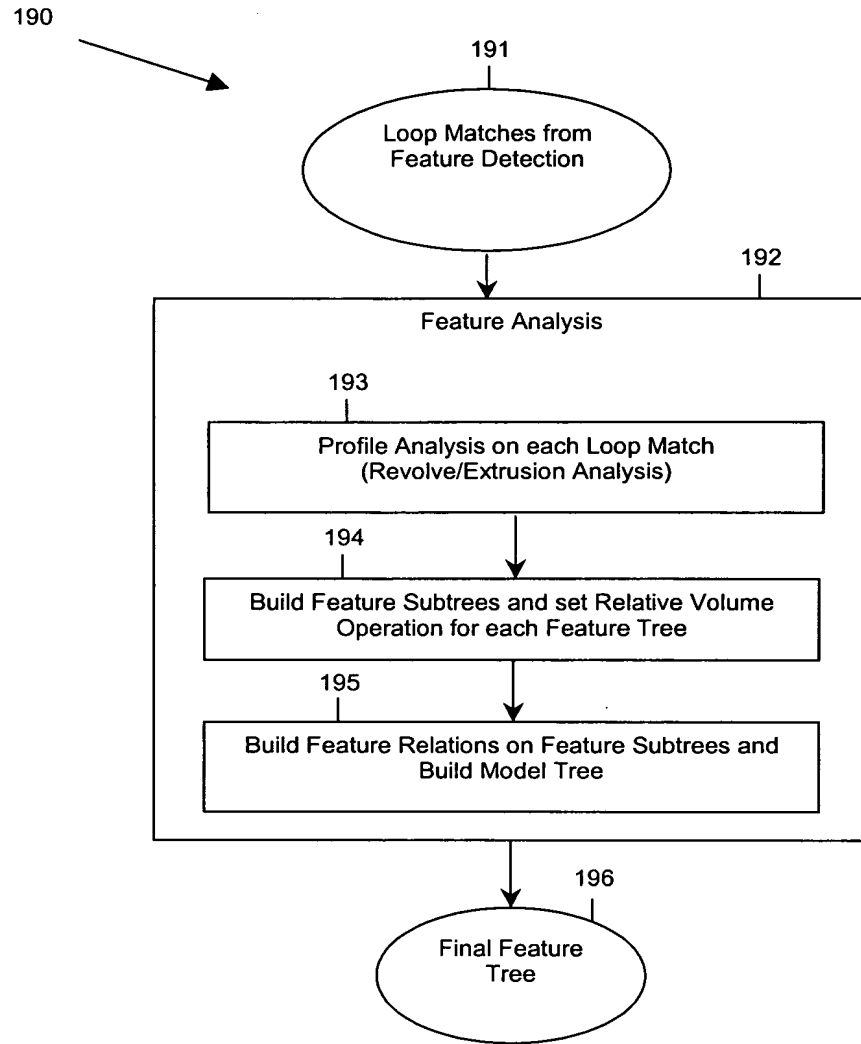 190
191
Loop Matches from
Feature Detection
192
Feature Analysis
193
Profile Analysis on each Loop Match
(Revolve/Extrusion Analysis)
194
Build Feature Subtrees and set Relative Volume
Operation for each Feature Tree
195
Build Feature Relations on Feature Subtrees and
Build Model Tree
196
Final Feature
Tree